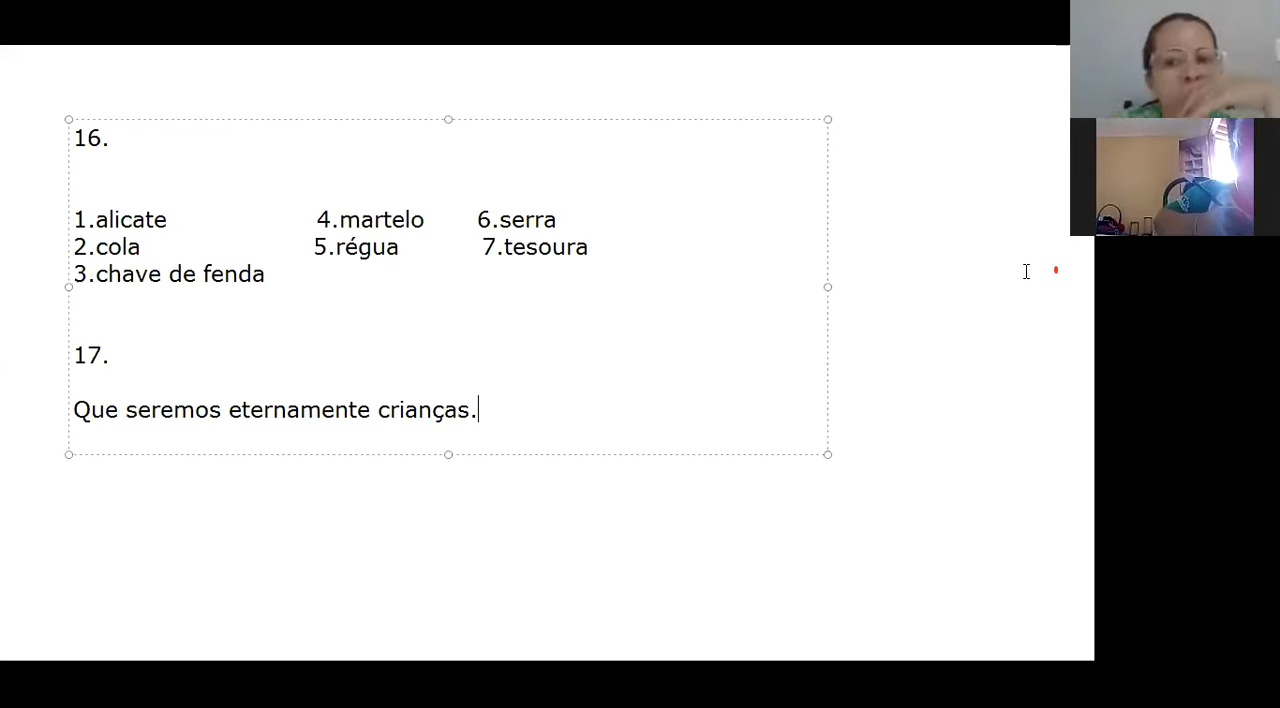 16.
1.alicate 4.martelo 6.serra
2.cola 5.régua 7.tesoura
3.chave de fenda
17.
Que seremos eternamente crianças.